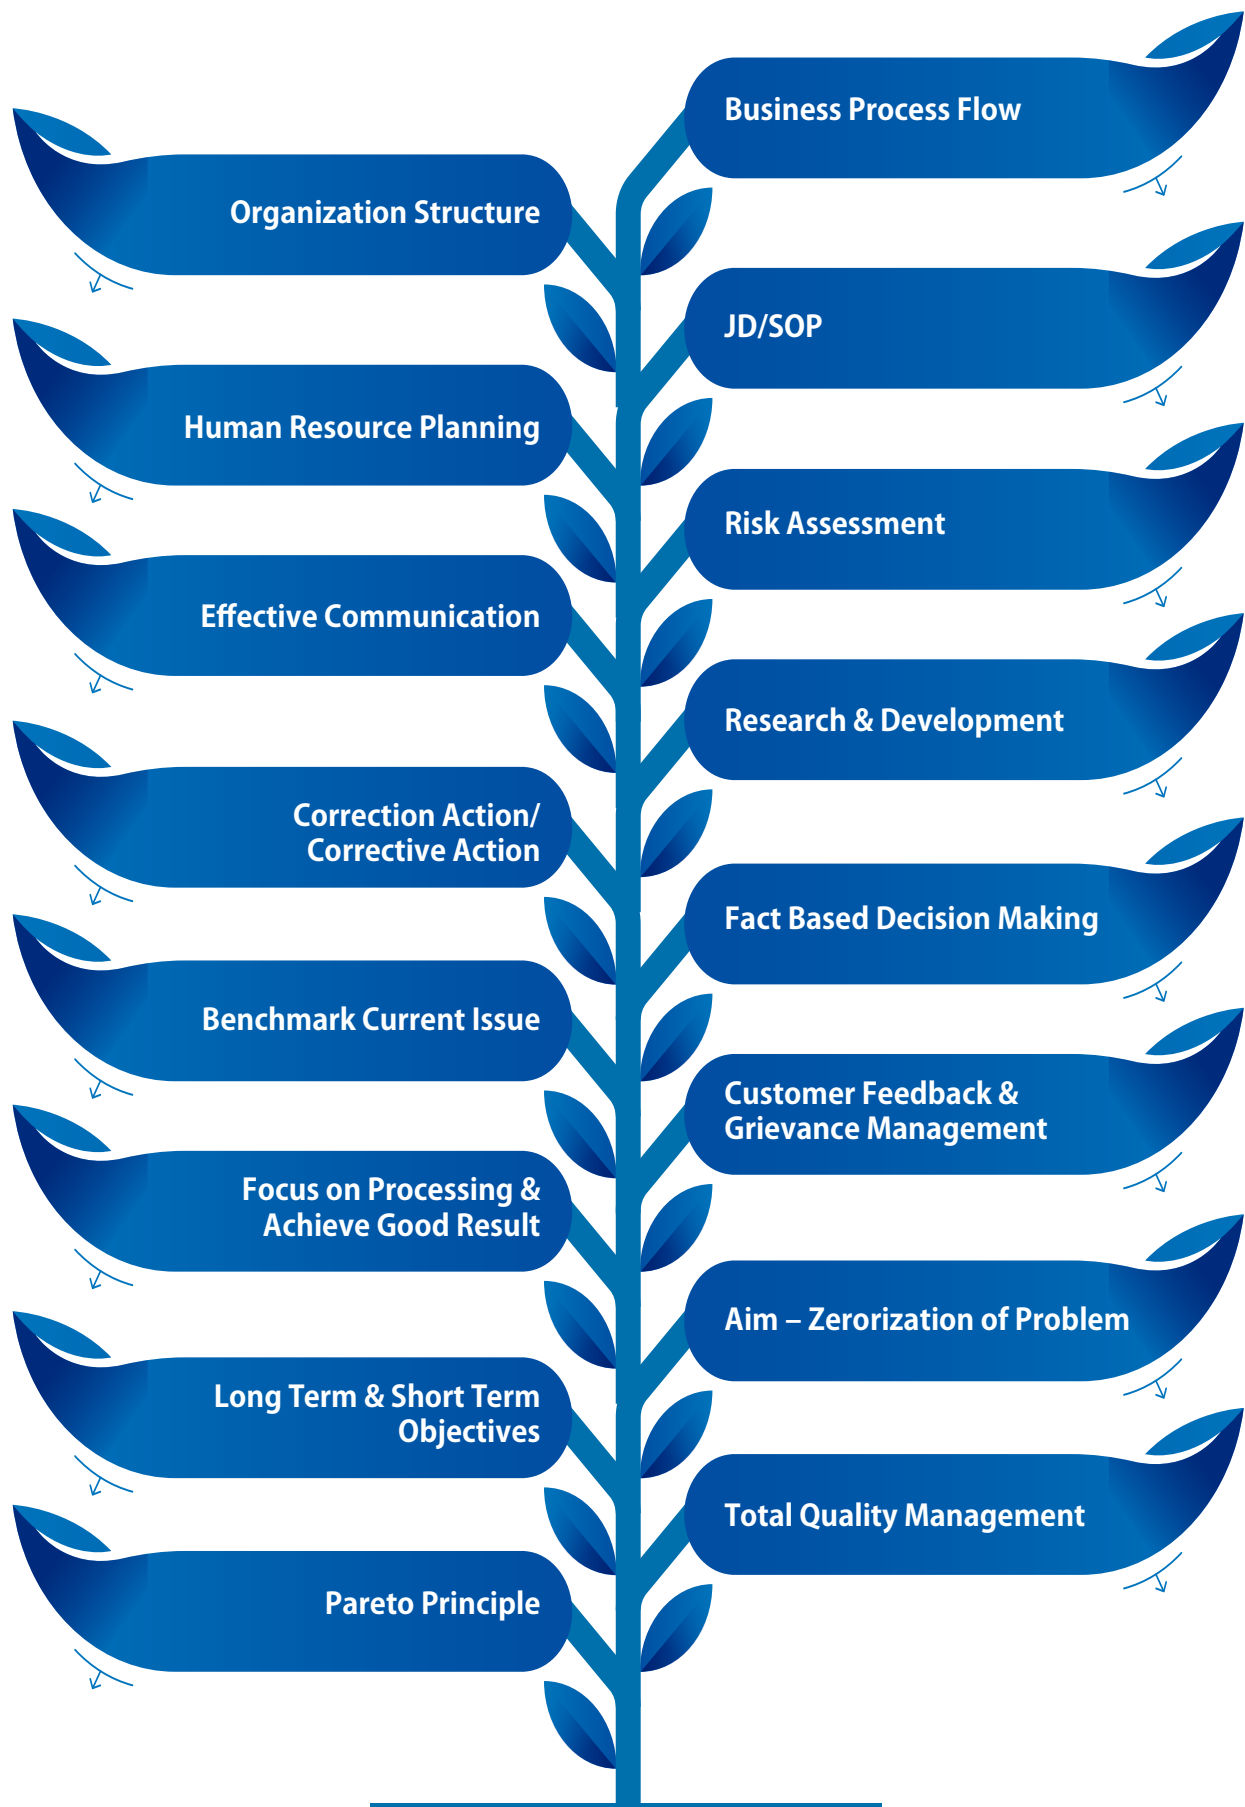 Business Process Flow
Organization Structure
JD/SOP
Human Resource Planning
Risk Assessment
Effective Communication
Research & Development
Correction Action/
Corrective Action
Fact Based Decision Making
Benchmark Current Issue
Customer Feedback &
Grievance Management
Focus on Processing &
Achieve Good Result
Aim – Zerorization of Problem
Long Term & Short Term
Objectives
Total Quality Management
Pareto Principle